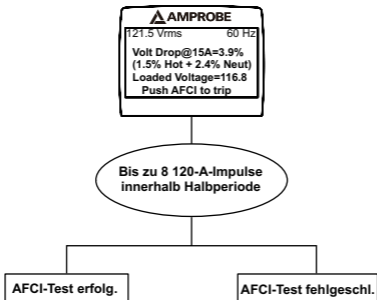 AMPROBE
121.5 Vrms 60 Hz
Volt Drop@15A=3.9%
(1.5% Hot + 2.4% Neut)
Loaded Voltage=116.8
Push AFCI to trip
Bis zu 8 120-A-Impulse
innerhalb Halbperiode
AFCI-Test erfolg.
AFCI-Test fehlgeschl.